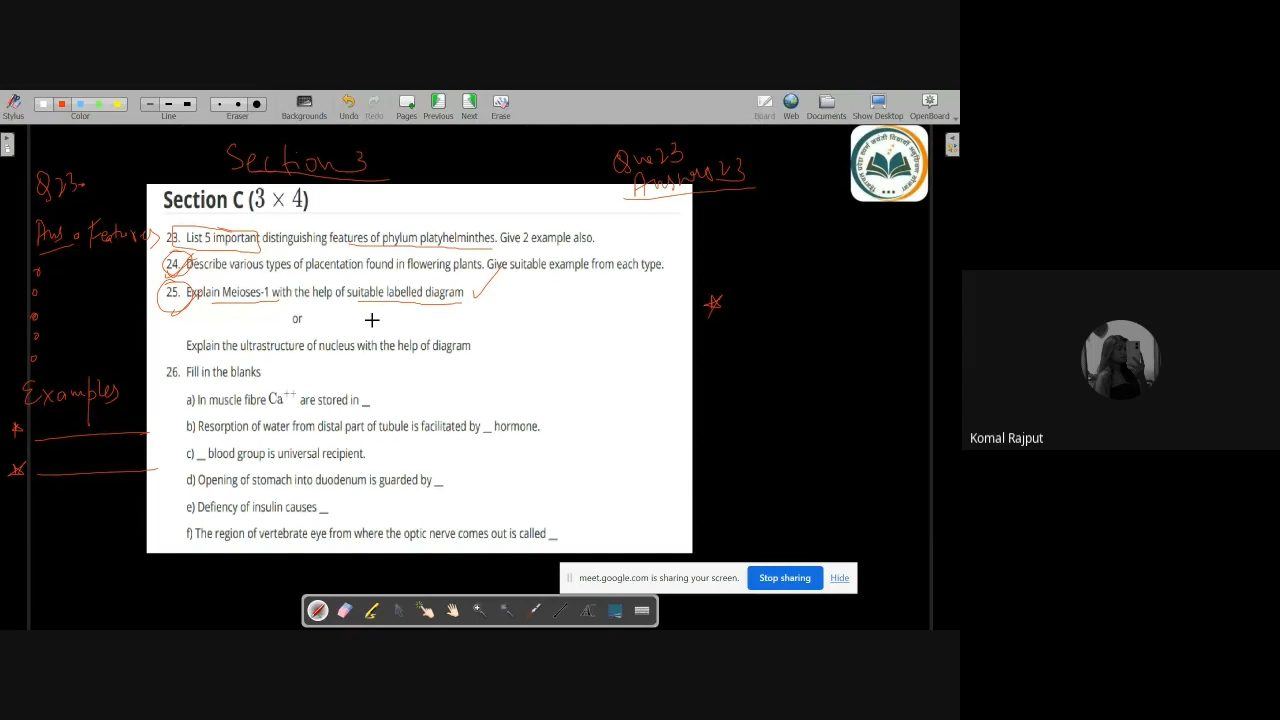 Stylus Color Line Eraser Backgrounds Undo Redo Pages Previous Next Erase Board Web Documents Show Desktop OpenBoard
Section 3
Que 23
Answer 23
Q 23.
Section C (3 × 4)
Ans • Features
23. List 5 important distinguishing features of phylum platyhelminthes. Give 2 example also.
24. Describe various types of placentation found in flowering plants. Give suitable example from each type.
25. Explain Meioses-1 with the help of suitable labelled diagram
or
Explain the ultrastructure of nucleus with the help of diagram
26. Fill in the blanks
Examples
a) In muscle fibre Ca⁺⁺ are stored in _
b) Resorption of water from distal part of tubule is facilitated by _ hormone.
c) _ blood group is universal recipient.
d) Opening of stomach into duodenum is guarded by _
e) Defiency of insulin causes _
f) The region of vertebrate eye from where the optic nerve comes out is called _
meet.google.com is sharing your screen. Stop sharing Hide
Komal Rajput